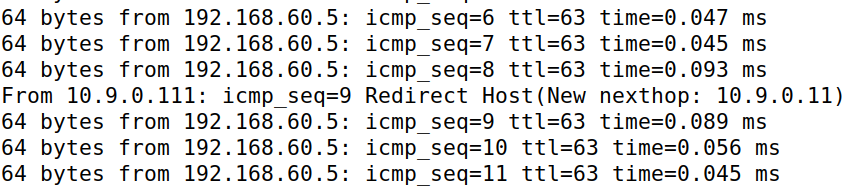 64 bytes from 192.168.60.5: icmp_seq=6 ttl=63 time=0.047 ms
64 bytes from 192.168.60.5: icmp_seq=7 ttl=63 time=0.045 ms
64 bytes from 192.168.60.5: icmp_seq=8 ttl=63 time=0.093 ms
From 10.9.0.111: icmp_seq=9 Redirect Host(New nexthop: 10.9.0.11)
64 bytes from 192.168.60.5: icmp_seq=9 ttl=63 time=0.089 ms
64 bytes from 192.168.60.5: icmp_seq=10 ttl=63 time=0.056 ms
64 bytes from 192.168.60.5: icmp_seq=11 ttl=63 time=0.045 ms